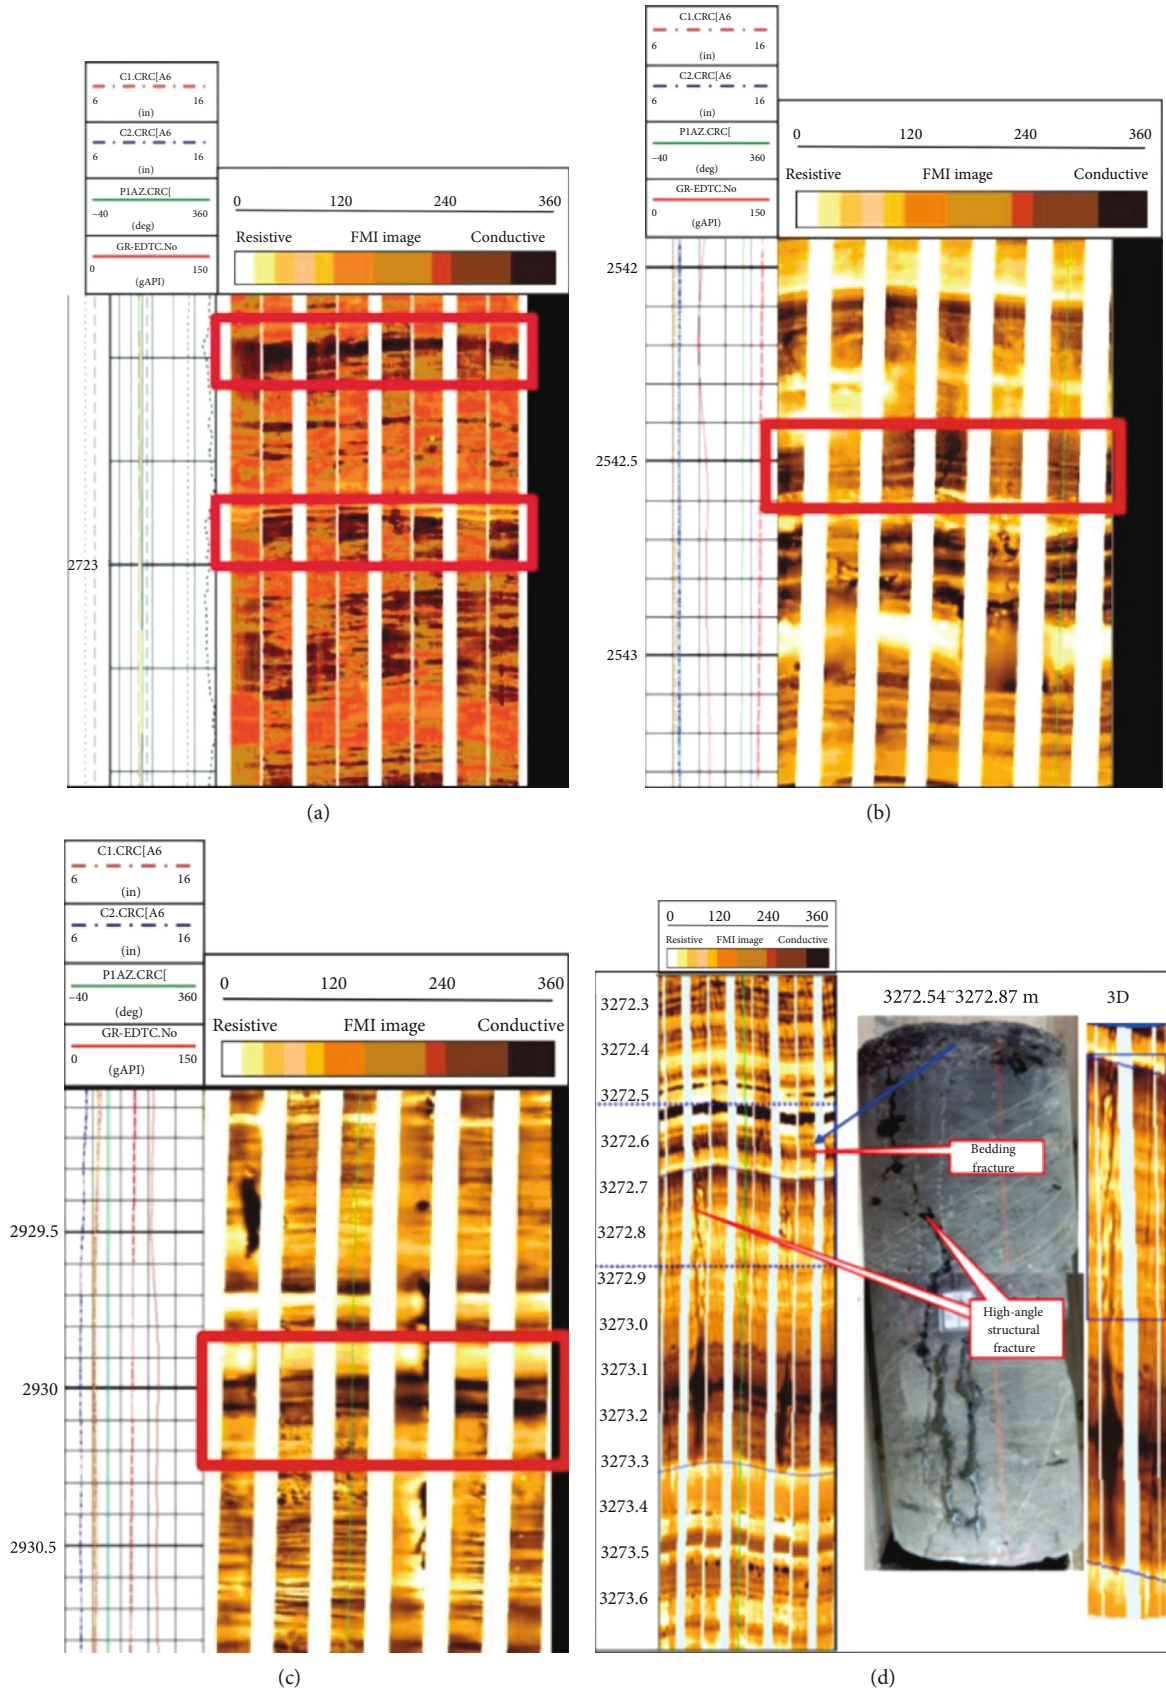 C1.CRC[A6
6 16
(in)
C2.CRC[A6
6 16
(in)
P1AZ.CRC[
-40 360
(deg)
GR-EDTC.No
0 150
(gAPI)
0 120 240 360
Resistive FMI image Conductive
2723
(a)
C1.CRC[A6
6 16
(in)
C2.CRC[A6
6 16
(in)
P1AZ.CRC[
-40 360
(deg)
GR-EDTC.No
0 150
(gAPI)
0 120 240 360
Resistive FMI image Conductive
2542
2542.5
2543
(b)
C1.CRC[A6
6 16
(in)
C2.CRC[A6
6 16
(in)
P1AZ.CRC[
-40 360
(deg)
GR-EDTC.No
0 150
(gAPI)
0 120 240 360
Resistive FMI image Conductive
2929.5
2930
2930.5
(c)
0 120 240 360
Resistive FMI image Conductive
3272.54~3272.87 m 3D
3272.3
3272.4
3272.5
3272.6
3272.7
3272.8
3272.9
3273.0
3273.1
3273.2
3273.3
3273.4
3273.5
3273.6
Bedding
fracture
High-angle
structural
fracture
(d)